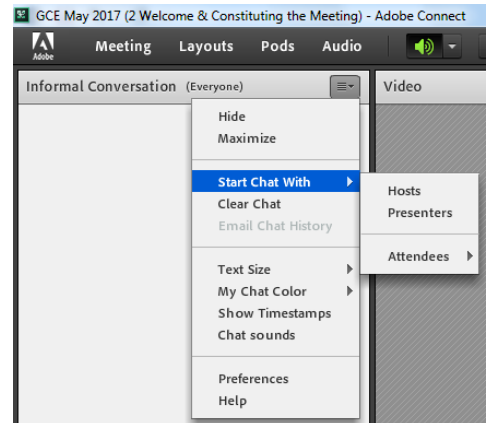 GCE May 2017 (2 Welcome & Constituting the Meeting) - Adobe Connect
Adobe
Meeting Layouts Pods Audio
Informal Conversation (Everyone)
Video
Hide
Maximize
Start Chat With
Clear Chat
Email Chat History
Text Size
My Chat Color
Show Timestamps
Chat sounds
Preferences
Help
Hosts
Presenters
Attendees